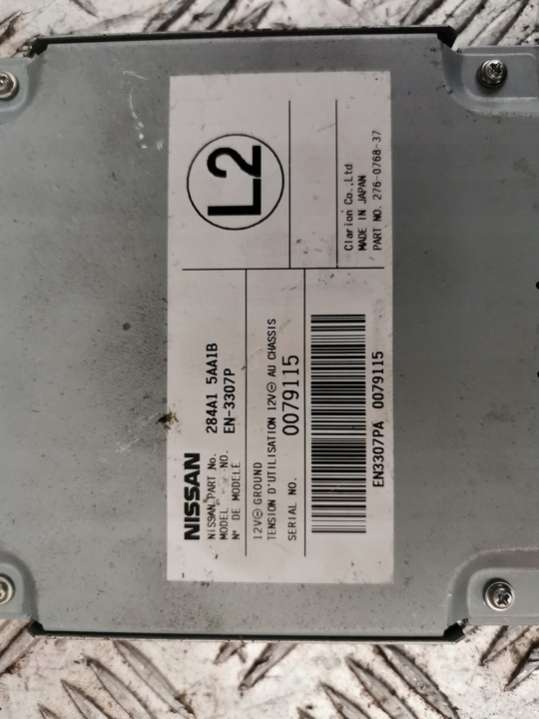 NISSAN
NISSAN PART No. 284A1 5AA1B
MODEL NO. EN-3307P
N° DE MODELE
12V⊖ GROUND
TENSION D'UTILISATION 12V⊖ AU CHASSIS
SERIAL NO. 0079115
EN3307PA 0079115
L2
Clarion Co.,Ltd
MADE IN JAPAN
PART NO. 276-0768-37